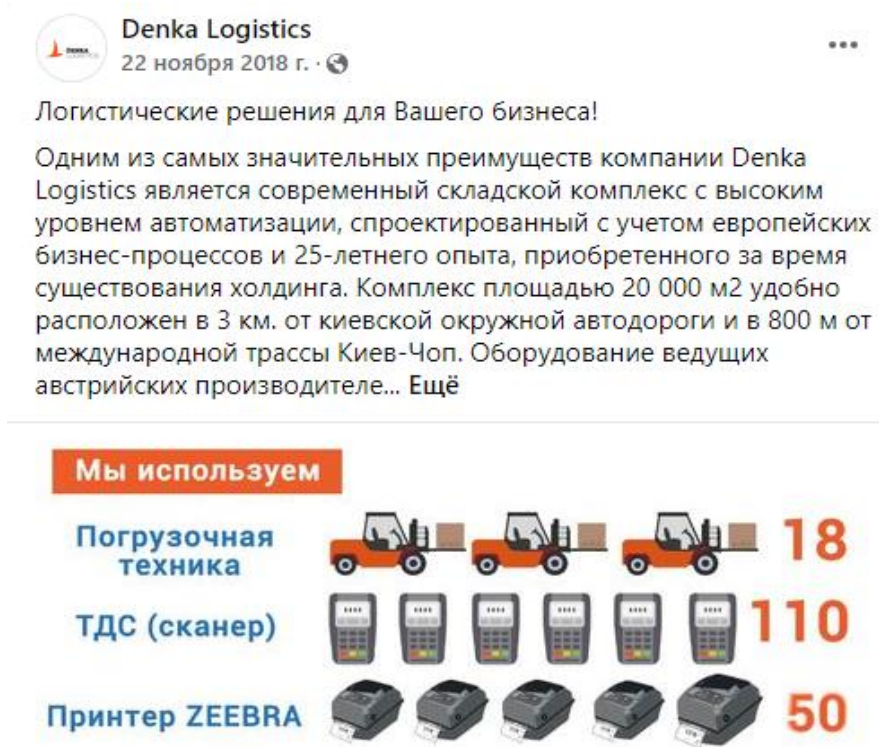 Denka Logistics
22 ноября 2018 г. ·
Логистические решения для Вашего бизнеса!
Одним из самых значительных преимуществ компании Denka
Logistics является современный складской комплекс с высоким
уровнем автоматизации, спроектированный с учетом европейских
бизнес-процессов и 25-летнего опыта, приобретенного за время
существования холдинга. Комплекс площадью 20 000 м2 удобно
расположен в 3 км. от киевской окружной автодороги и в 800 м от
международной трассы Киев-Чоп. Оборудование ведущих
австрийских производителе... Ещё
Мы используем
Погрузочная
техника
18
ТДС (сканер)
110
Принтер ZEEBRA
50